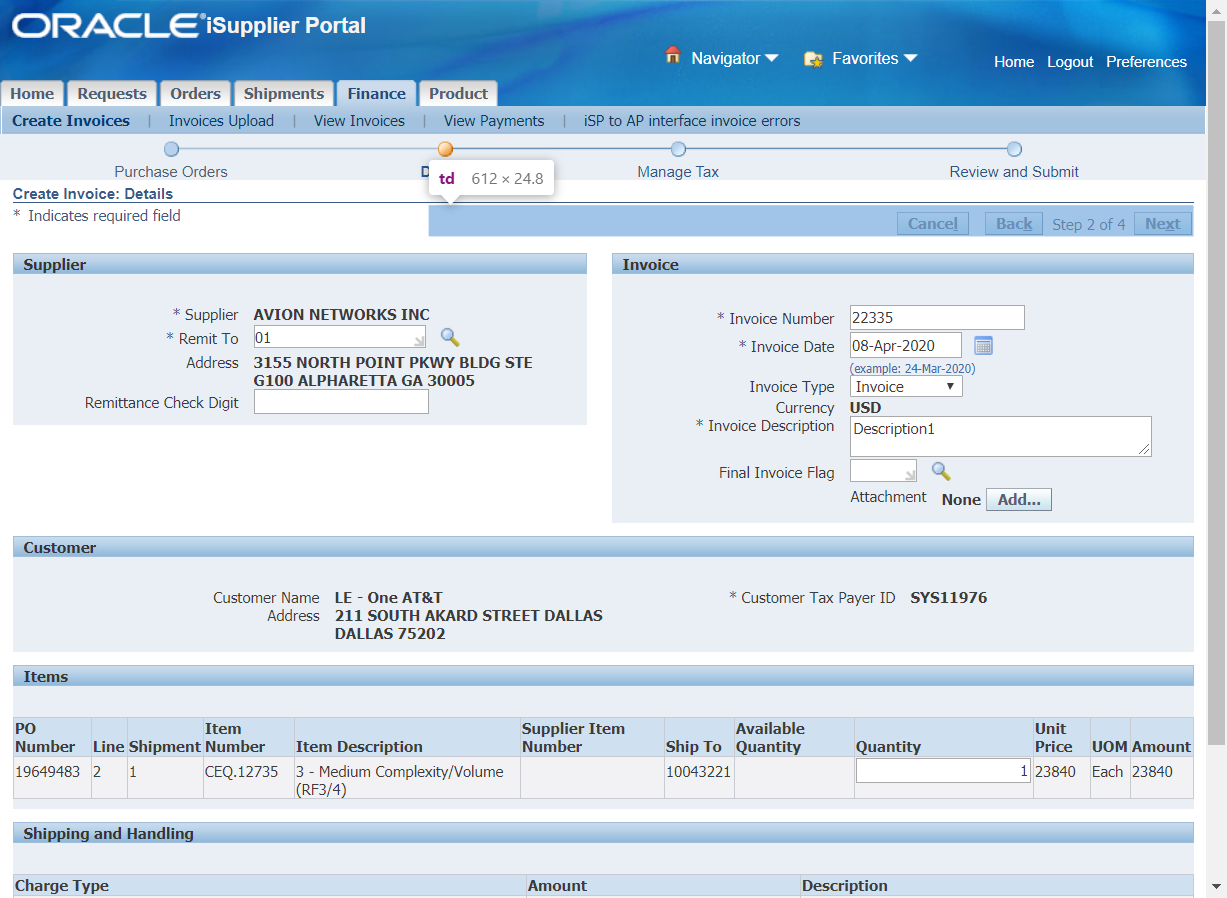 ORACLE® iSupplier Portal
Navigator Favorites Home Logout Preferences
Home Requests Orders Shipments Finance Product
Create Invoices | Invoices Upload | View Invoices | View Payments | iSP to AP interface invoice errors
Purchase Orders D Manage Tax Review and Submit
td 612 × 24.8
Create Invoice: Details
* Indicates required field
Cancel Back Step 2 of 4 Next
Supplier
* Supplier AVION NETWORKS INC
* Remit To 01
Address 3155 NORTH POINT PKWY BLDG STE
G100 ALPHARETTA GA 30005
Remittance Check Digit
Invoice
* Invoice Number 22335
* Invoice Date 08-Apr-2020
(example: 24-Mar-2020)
Invoice Type Invoice
Currency USD
* Invoice Description Description1
Final Invoice Flag
Attachment None Add...
Customer
Customer Name LE - One AT&T
Address 211 SOUTH AKARD STREET DALLAS
DALLAS 75202
* Customer Tax Payer ID SYS11976
Items
PO Number Line Shipment Item Number Item Description Supplier Item Number Ship To Available Quantity Quantity Unit Price UOM Amount
19649483 2 1 CEQ.12735 3 - Medium Complexity/Volume (RF3/4) 10043221 1 23840 Each 23840
Shipping and Handling
Charge Type Amount Description